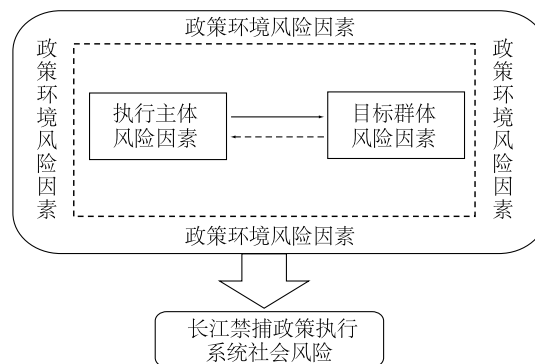 政策环境风险因素
政策环境风险因素
执行主体
风险因素
目标群体
风险因素
政策环境风险因素
政策环境风险因素
长江禁捕政策执行
系统社会风险